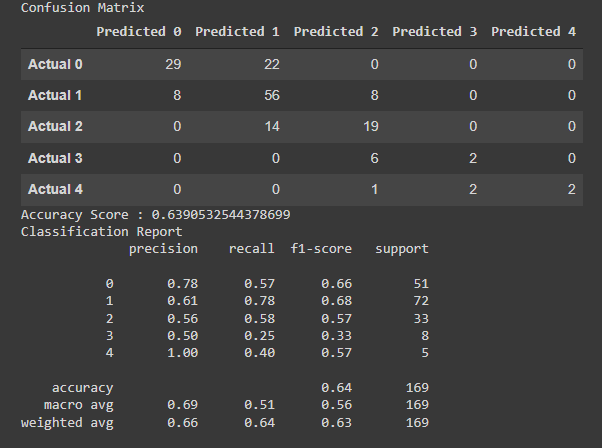 Confusion Matrix
Predicted 0 Predicted 1 Predicted 2 Predicted 3 Predicted 4
Actual 0 29 22 0 0 0
Actual 1 8 56 8 0 0
Actual 2 0 14 19 0 0
Actual 3 0 0 6 2 0
Actual 4 0 0 1 2 2
Accuracy Score : 0.6390532544378699
Classification Report
precision recall f1-score support
0 0.78 0.57 0.66 51
1 0.61 0.78 0.68 72
2 0.56 0.58 0.57 33
3 0.50 0.25 0.33 8
4 1.00 0.40 0.57 5
accuracy 0.64 169
macro avg 0.69 0.51 0.56 169
weighted avg 0.66 0.64 0.63 169